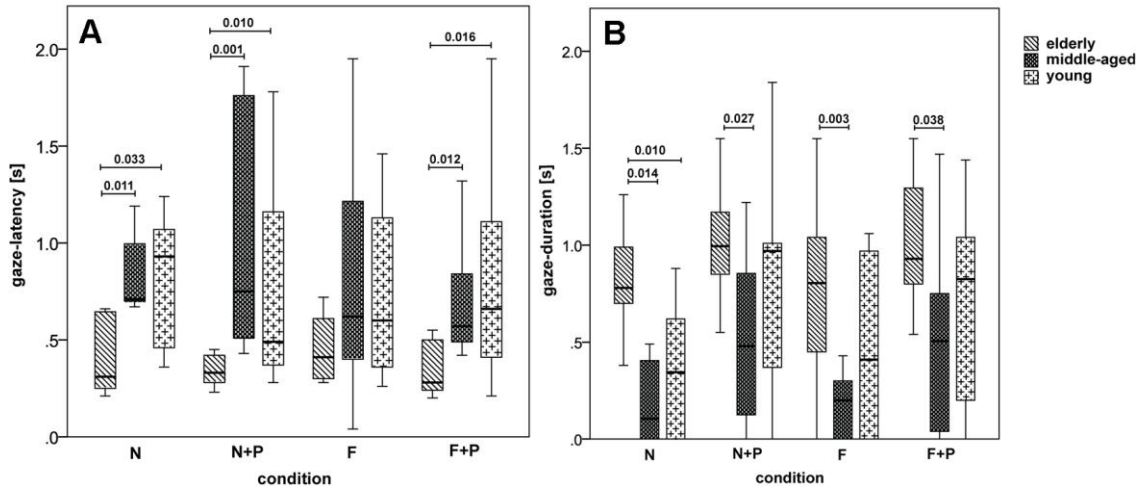 A
gaze-latency [s]
2.0
1.5
1.0
.5
.0
0.033
0.011
0.010
0.001
0.016
0.012
N N+P F F+P
condition
B
gaze-duration [s]
2.0
1.5
1.0
.5
.0
0.010
0.014
0.027
0.003
0.038
N N+P F F+P
condition
elderly
middle-aged
young